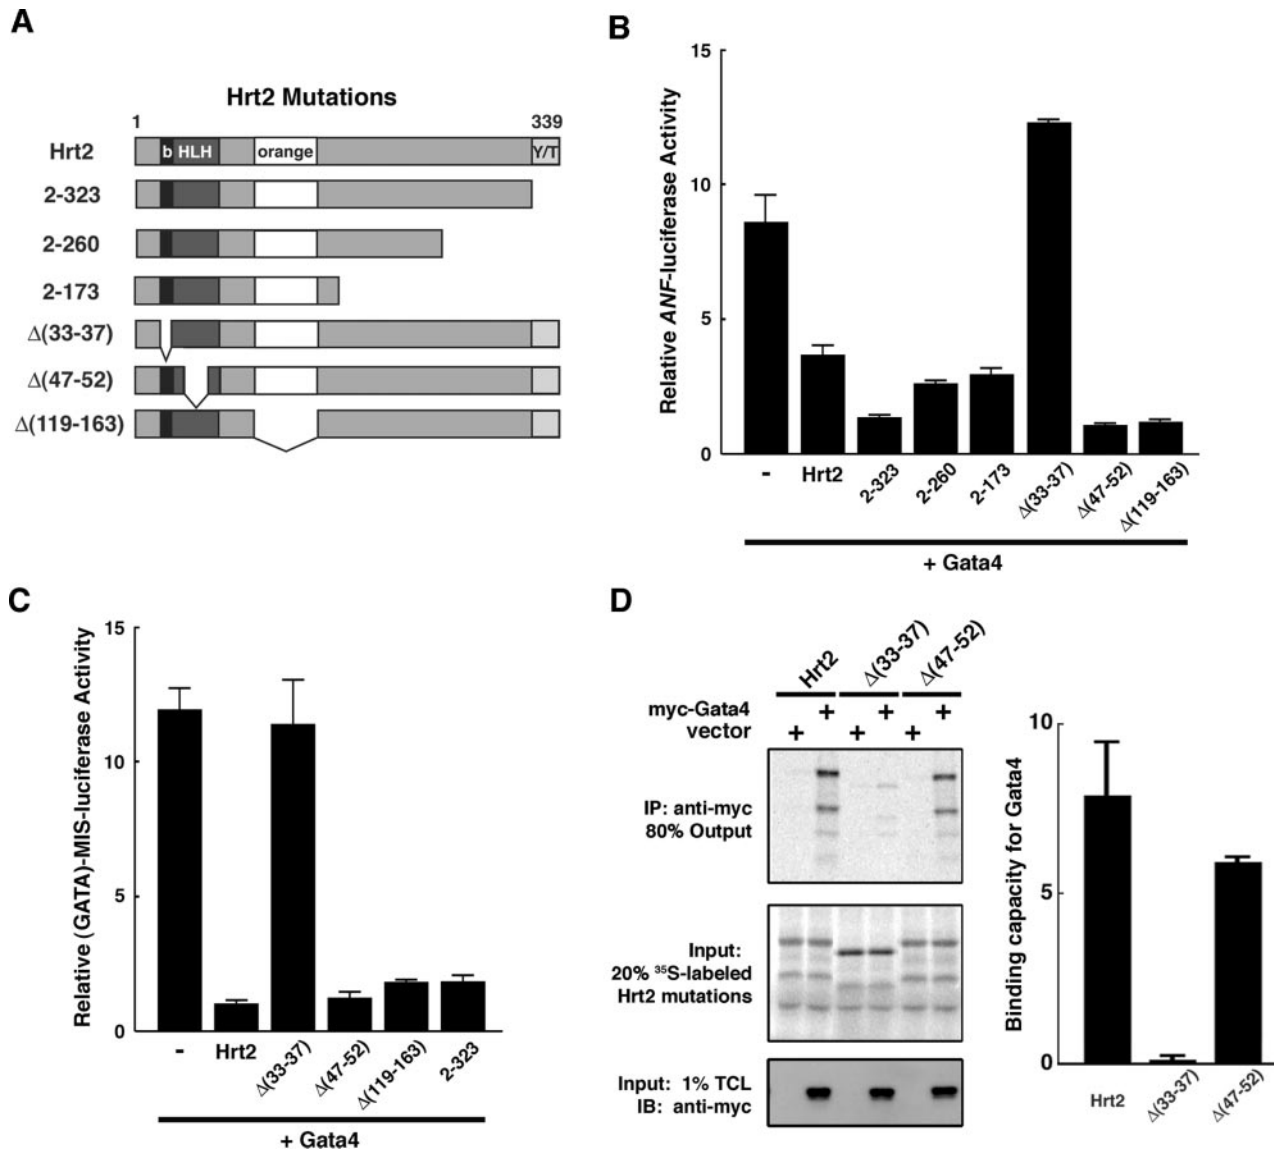 A
Hrt2 Mutations
1
339
Hrt2
b
HLH
orange
Y/T
2-323
2-260
2-173
Δ(33-37)
Δ(47-52)
Δ(119-163)
B
Relative ANF-luciferase Activity
15
10
5
0
-
Hrt2
2-323
2-260
2-173
Δ(33-37)
Δ(47-52)
Δ(119-163)
+ Gata4
C
Relative (GATA)-MIS-luciferase Activity
15
10
5
0
-
Hrt2
Δ(33-37)
Δ(47-52)
Δ(119-163)
2-323
+ Gata4
D
Hrt2
Δ(33-37)
Δ(47-52)
myc-Gata4
+ + +
vector
+ + +
IP: anti-myc
80% Output
Input:
20% ³⁵S-labeled
Hrt2 mutations
Input: 1% TCL
IB: anti-myc
Binding capacity for Gata4
10
5
0
Hrt2
Δ(33-37)
Δ(47-52)